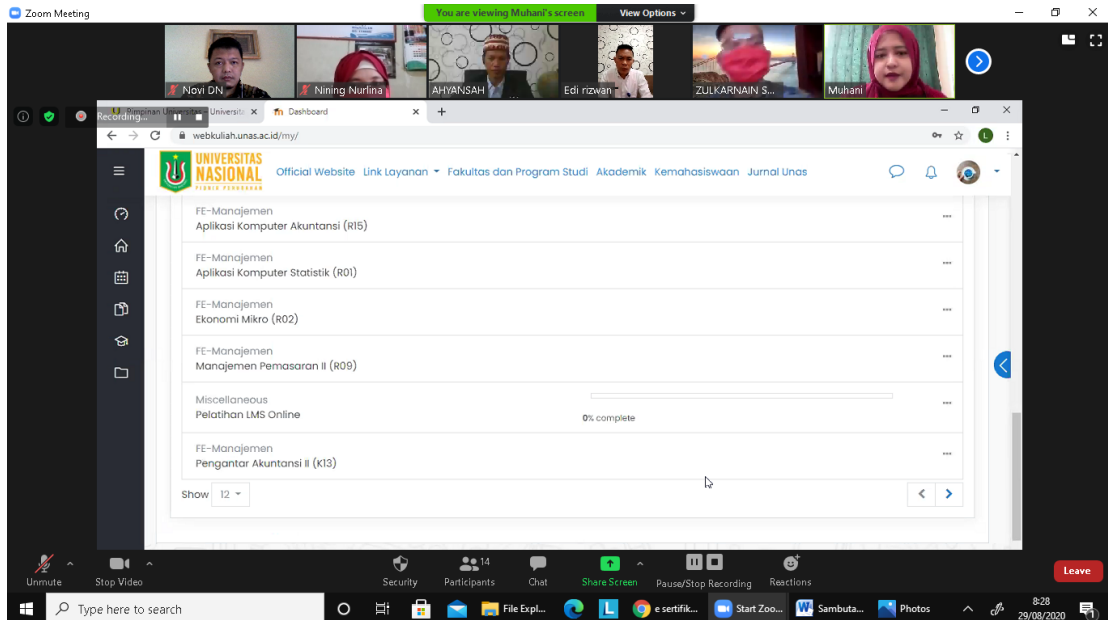 Zoom Meeting
You are viewing Muhani's screen
View Options
Novi DN
Nining Nurlina
AHYANSAH
Edi rizwan
ZULKARNAIN S...
Muhani
Recording...
Dashboard
webkuliah.unas.ac.id/my/
L
UNIVERSITAS
NASIONAL
Official Website Link Layanan Fakultas dan Program Studi Akademik Kemahasiswaan Jurnal Unas
FE-Manajemen
Aplikasi Komputer Akuntansi (R15)
FE-Manajemen
Aplikasi Komputer Statistik (R01)
FE-Manajemen
Ekonomi Mikro (R02)
FE-Manajemen
Manajemen Pemasaran II (R09)
Miscellaneous
Pelatihan LMS Online
0% complete
FE-Manajemen
Pengantar Akuntansi II (K13)
Show 12
Unmute
Stop Video
Security
14
Participants
Chat
Share Screen
Pause/Stop Recording
Reactions
Leave
Type here to search
File Expl...
L
e sertifik...
Start Zoo...
Sambuta...
Photos
8:28
29/08/2020